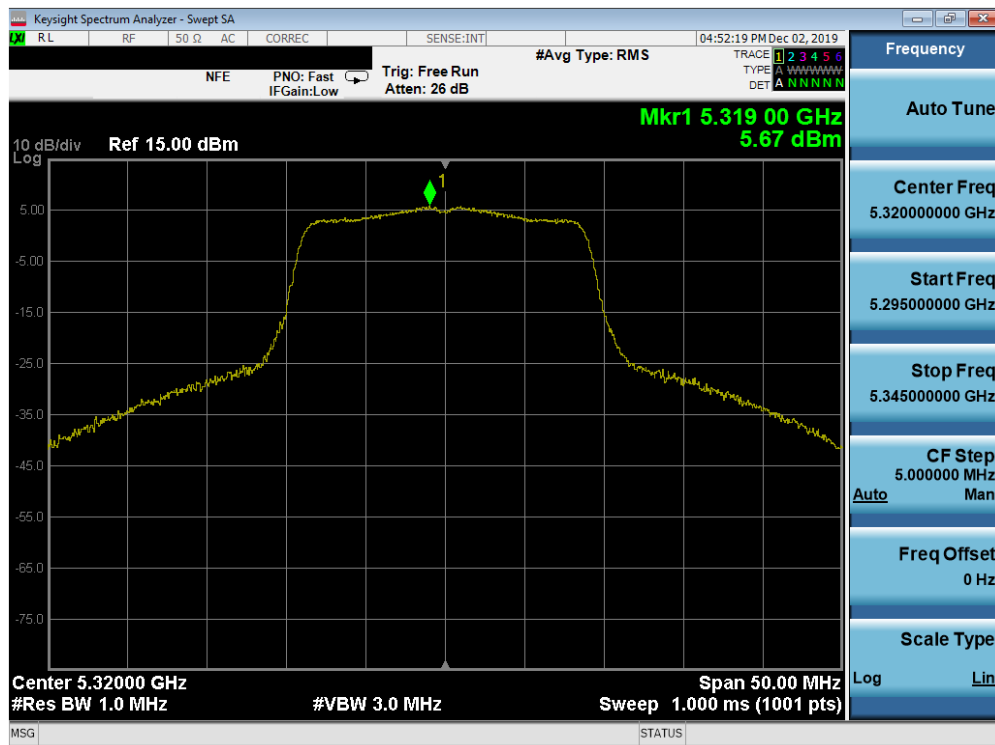 Keysight Spectrum Analyzer - Swept SA
LXI RL RF 50 Ω AC CORREC SENSE:INT 04:52:19 PM Dec 02, 2019
#Avg Type: RMS TRACE 1 2 3 4 5 6
NFE PNO: Fast Trig: Free Run TYPE A WWWWW
IFGain:Low Atten: 26 dB DET A N N N N N
Mkr1 5.319 00 GHz
5.67 dBm
10 dB/div Ref 15.00 dBm
Log
1
5.00
-5.00
-15.0
-25.0
-35.0
-45.0
-55.0
-65.0
-75.0
Center 5.32000 GHz Span 50.00 MHz
#Res BW 1.0 MHz #VBW 3.0 MHz Sweep 1.000 ms (1001 pts)
MSG STATUS
Frequency
Auto Tune
Center Freq
5.320000000 GHz
Start Freq
5.295000000 GHz
Stop Freq
5.345000000 GHz
CF Step
5.000000 MHz
Auto Man
Freq Offset
0 Hz
Scale Type
Log Lin